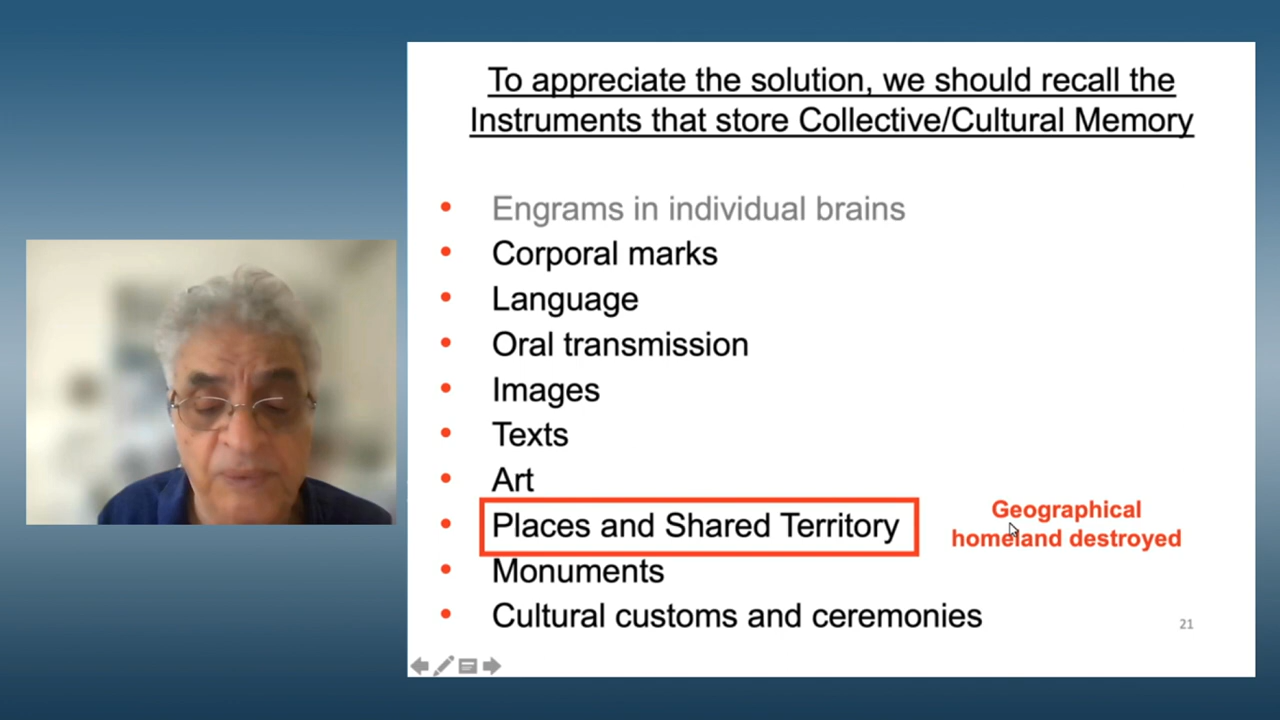 To appreciate the solution, we should recall the
Instruments that store Collective/Cultural Memory
• Engrams in individual brains
• Corporal marks
• Language
• Oral transmission
• Images
• Texts
• Art
• Places and Shared Territory
Geographical
homeland destroyed
• Monuments
• Cultural customs and ceremonies
21